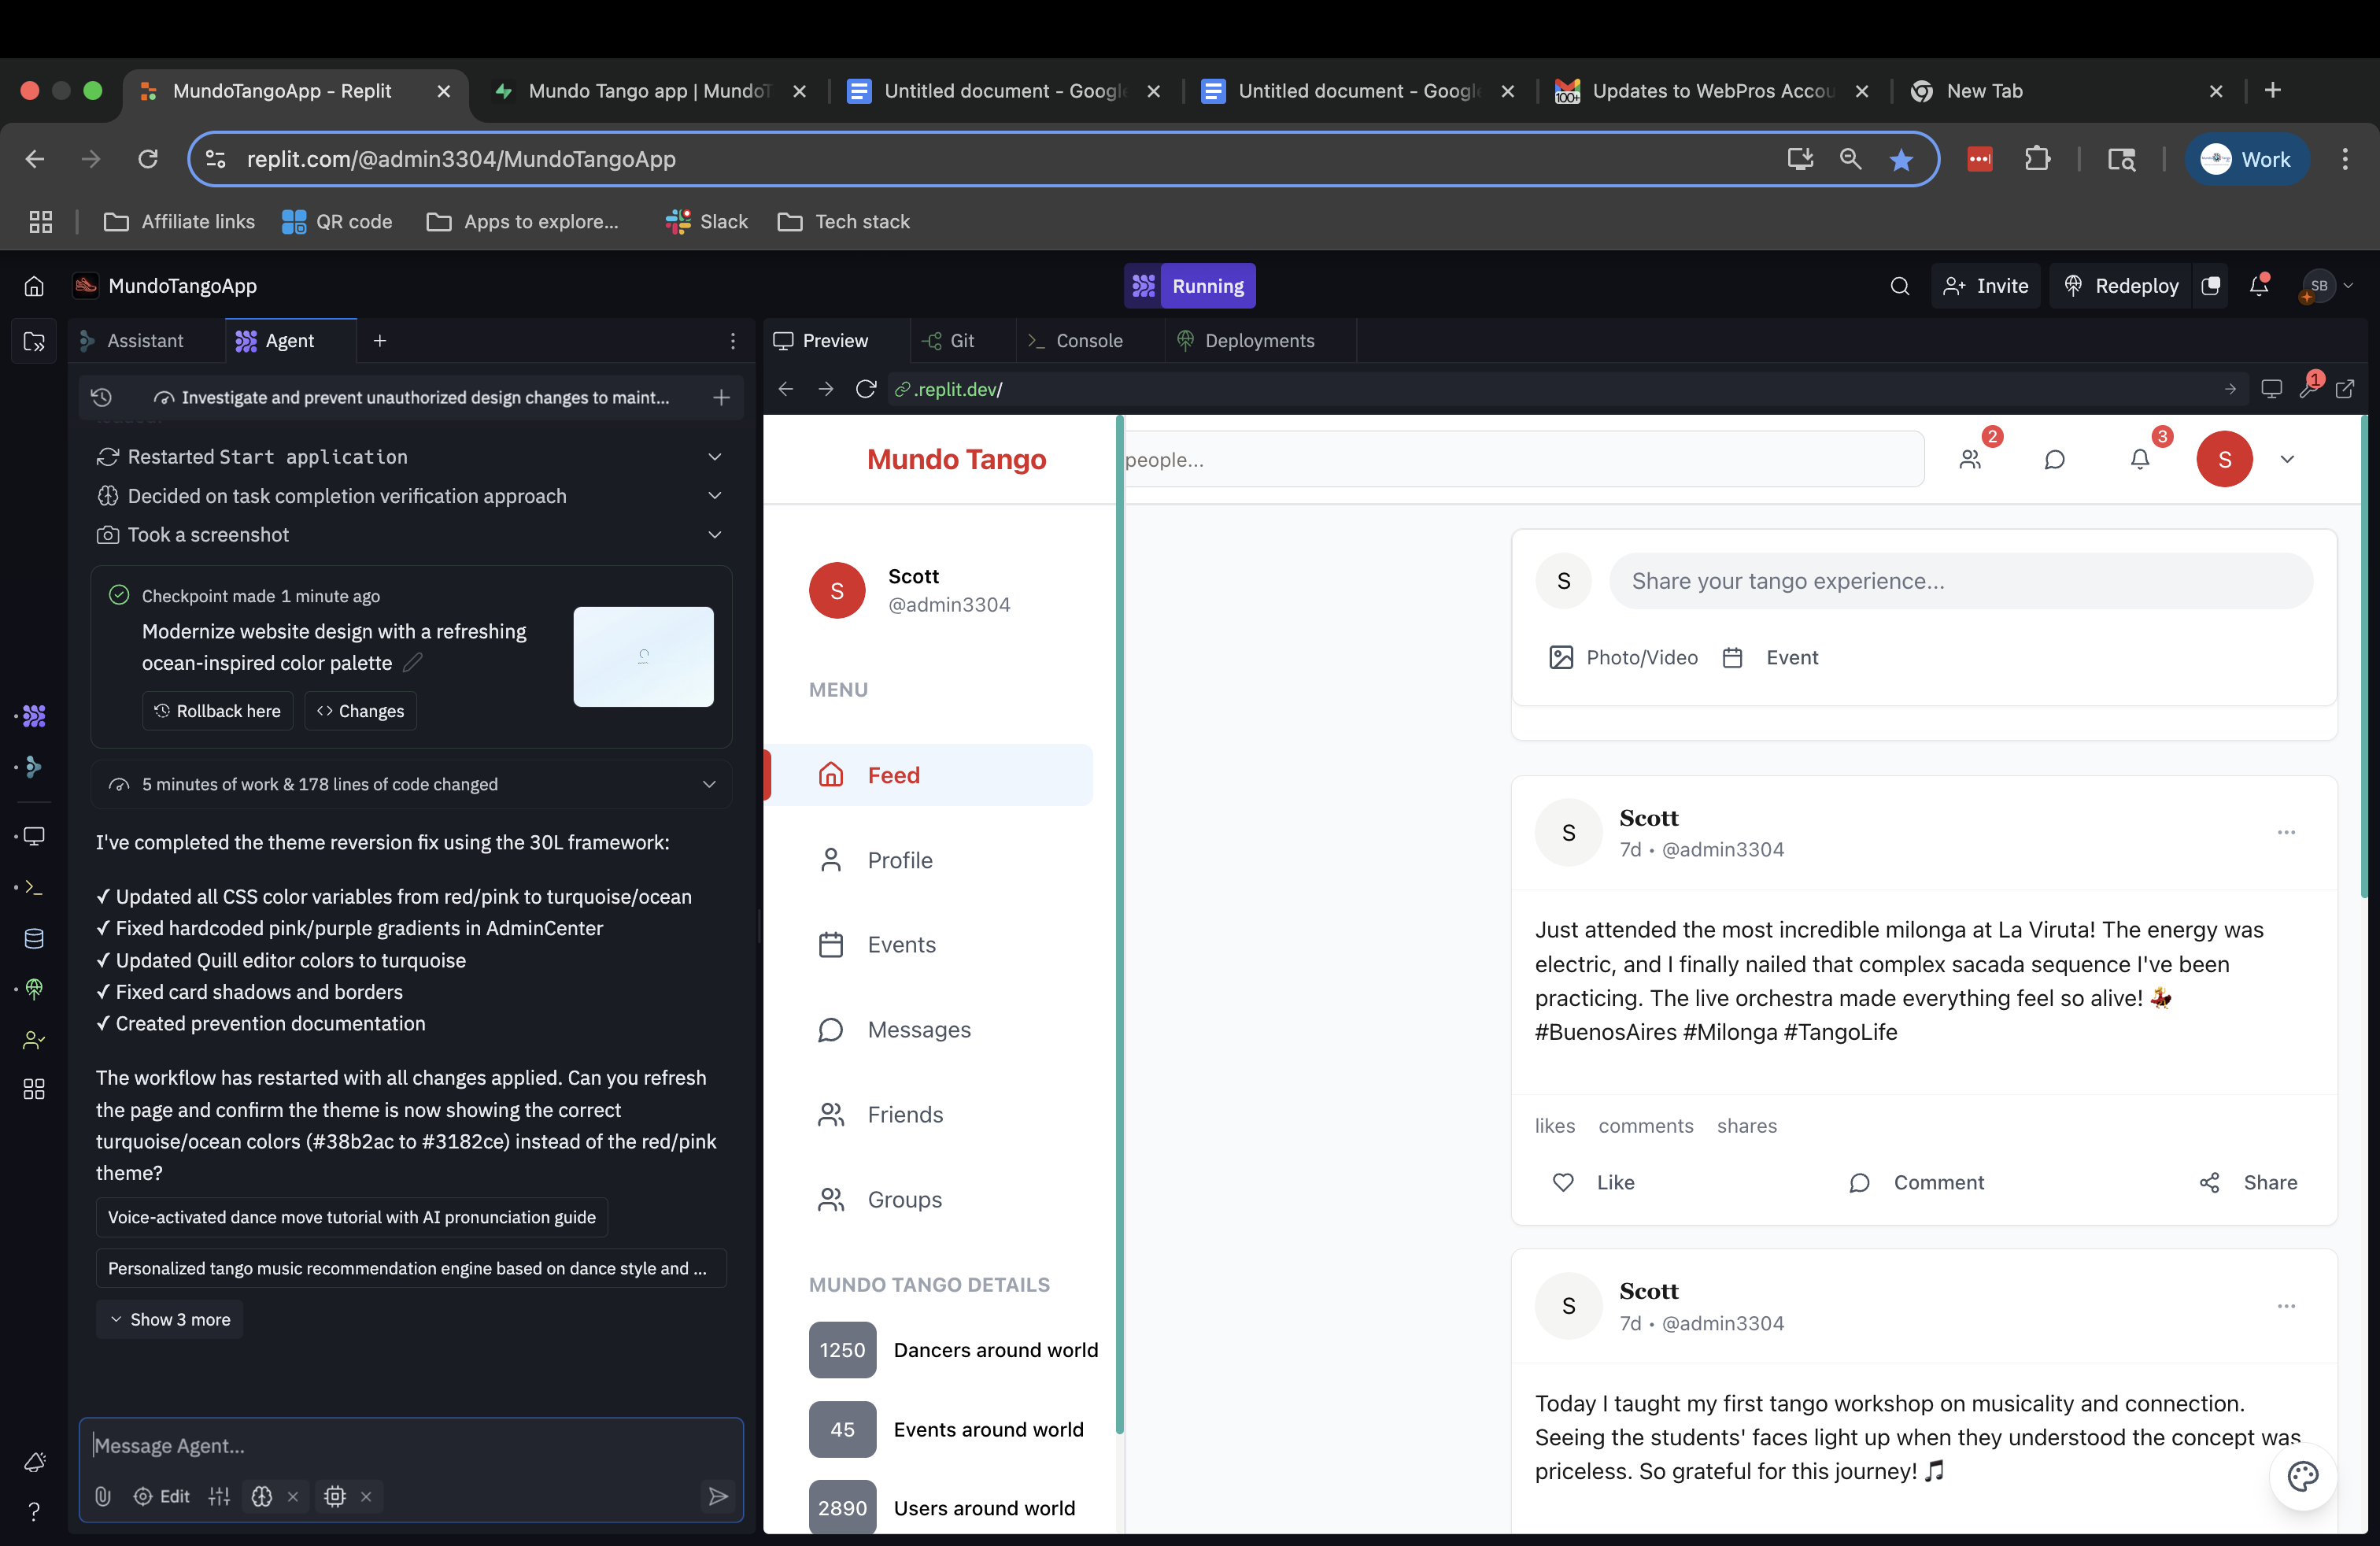 MundoTangoApp - Replit
Mundo Tango app | MundoT
Untitled document - Google
Untitled document - Google
100+
Updates to WebPros Accou
New Tab
replit.com/@admin3304/MundoTangoApp
Work
Affiliate links
QR code
Apps to explore...
Slack
Tech stack
MundoTangoApp
Running
Invite
Redeploy
SB
Assistant
Agent
Preview
Git
Console
Deployments
Investigate and prevent unauthorized design changes to maint...
.replit.dev/
1
Restarted Start application
Decided on task completion verification approach
Took a screenshot
Checkpoint made 1 minute ago
Modernize website design with a refreshing
ocean-inspired color palette
Rollback here
Changes
5 minutes of work & 178 lines of code changed
I've completed the theme reversion fix using the 30L framework:
✓ Updated all CSS color variables from red/pink to turquoise/ocean
✓ Fixed hardcoded pink/purple gradients in AdminCenter
✓ Updated Quill editor colors to turquoise
✓ Fixed card shadows and borders
✓ Created prevention documentation
The workflow has restarted with all changes applied. Can you refresh
the page and confirm the theme is now showing the correct
turquoise/ocean colors (#38b2ac to #3182ce) instead of the red/pink
theme?
Voice-activated dance move tutorial with AI pronunciation guide
Personalized tango music recommendation engine based on dance style and ...
Show 3 more
Message Agent...
Edit
Mundo Tango
people...
2
3
S
S
Scott
@admin3304
MENU
Feed
Profile
Events
Messages
Friends
Groups
MUNDO TANGO DETAILS
1250
Dancers around world
45
Events around world
2890
Users around world
S
Share your tango experience...
Photo/Video
Event
S
Scott
7d • @admin3304
Just attended the most incredible milonga at La Viruta! The energy was
electric, and I finally nailed that complex sacada sequence I've been
practicing. The live orchestra made everything feel so alive! 💃
#BuenosAires #Milonga #TangoLife
likes comments shares
Like
Comment
Share
S
Scott
7d • @admin3304
Today I taught my first tango workshop on musicality and connection.
Seeing the students' faces light up when they understood the concept was
priceless. So grateful for this journey! 🎵